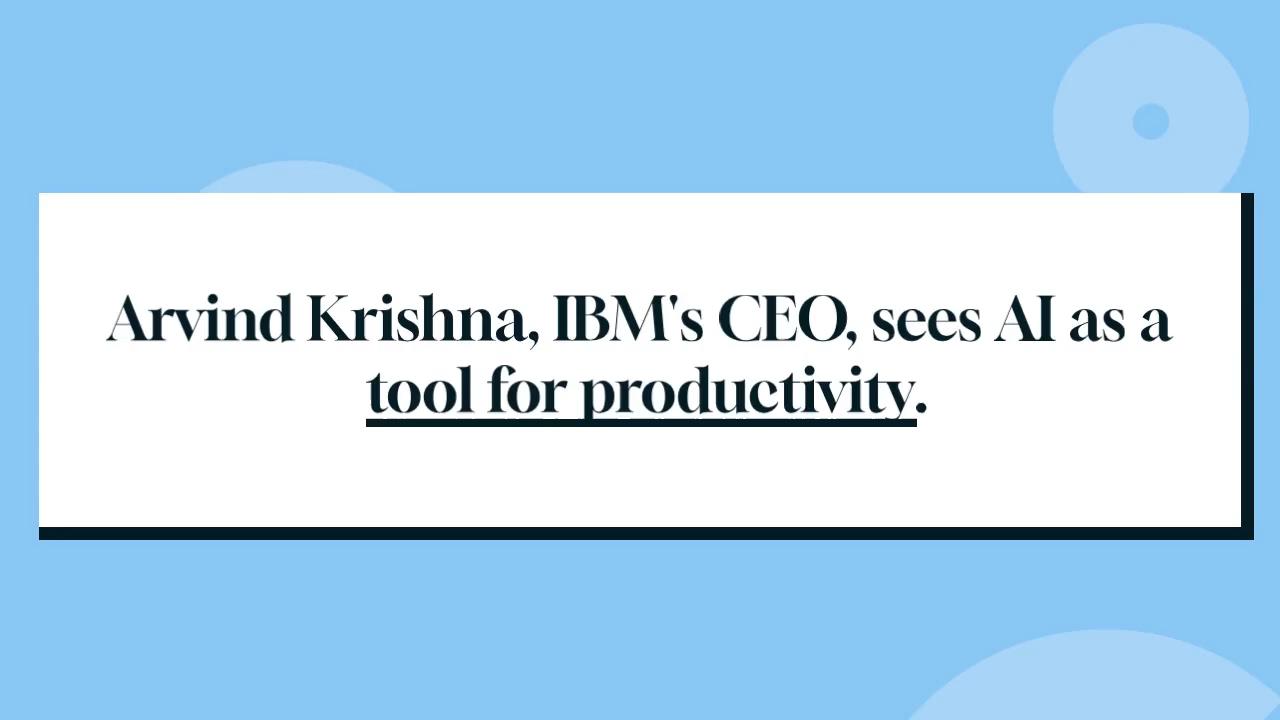 Arvind Krishna, IBM's CEO, sees AI as a
tool for productivity.